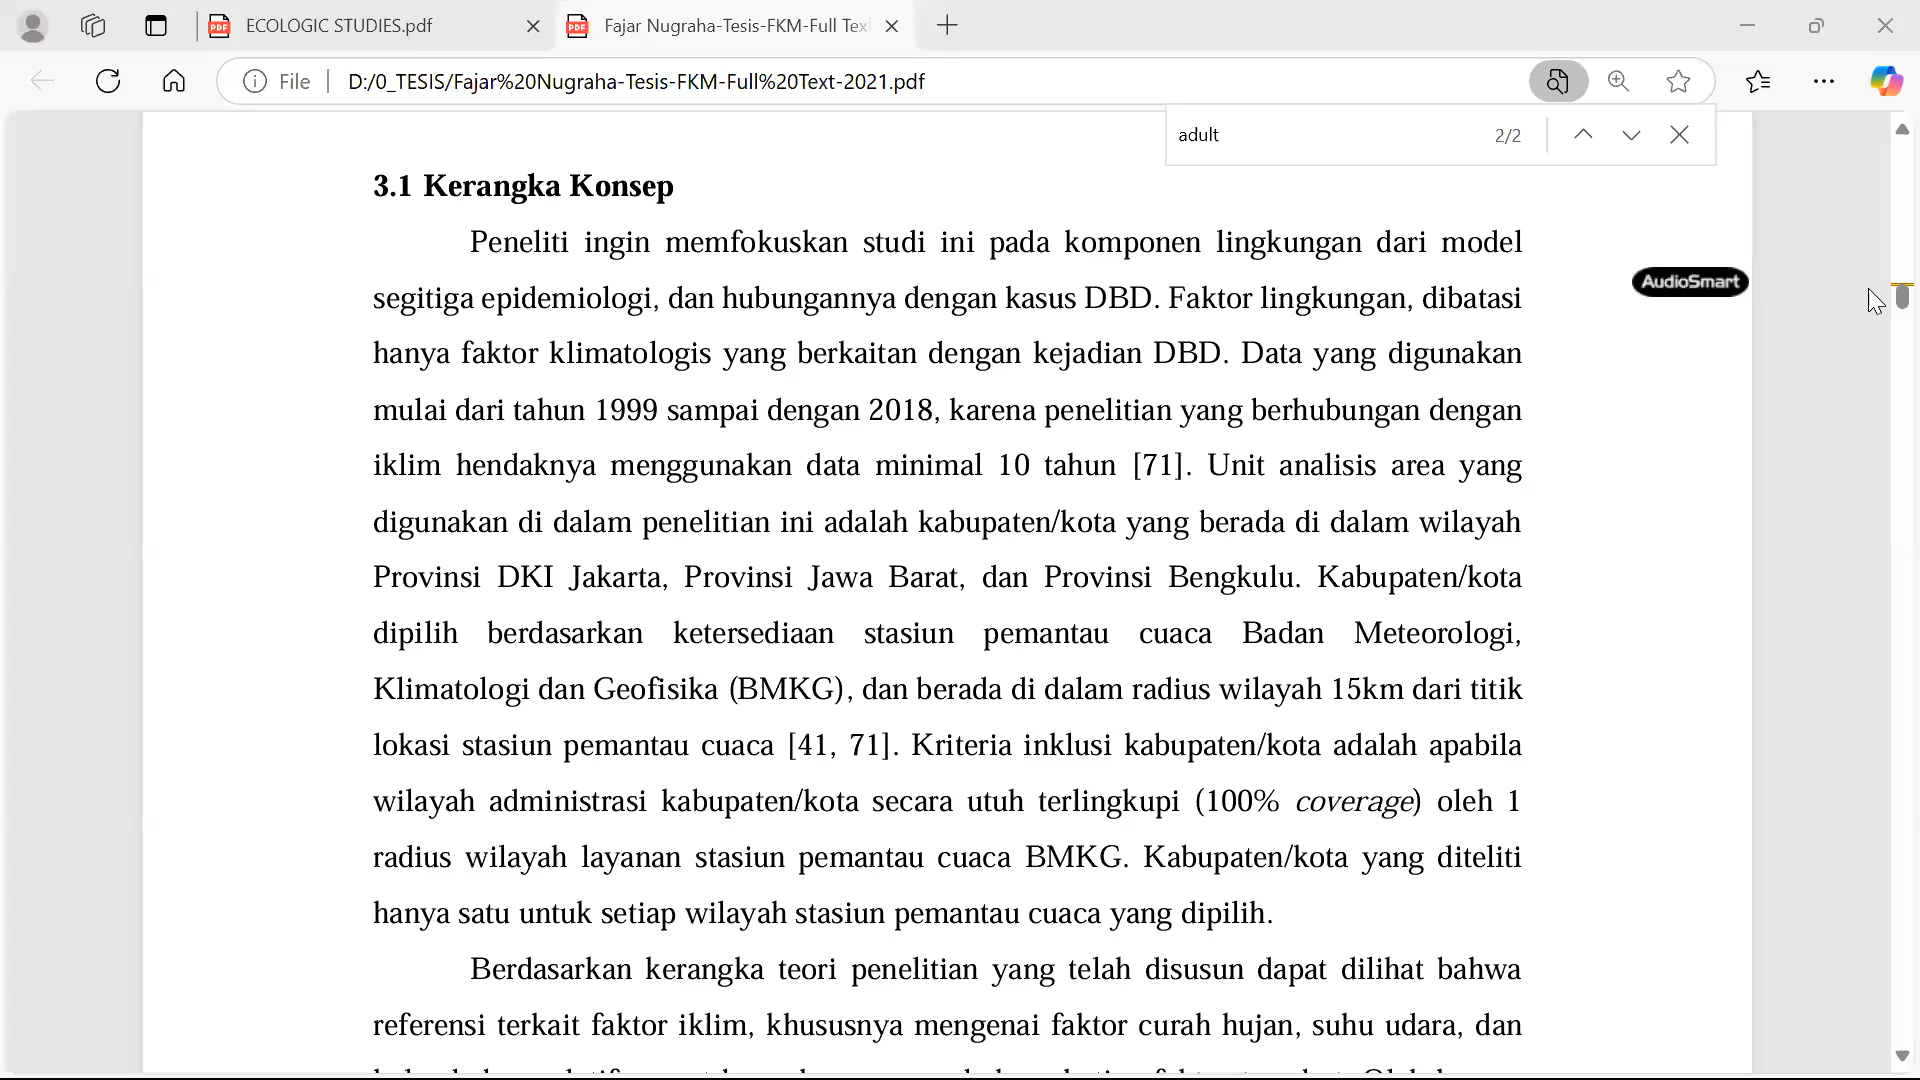 ECOLOGIC STUDIES.pdf
Fajar Nugraha-Tesis-FKM-Full Tex
File
D:/0_TESIS/Fajar%20Nugraha-Tesis-FKM-Full%20Text-2021.pdf
adult 2/2
3.1 Kerangka Konsep
AudioSmart
Peneliti ingin memfokuskan studi ini pada komponen lingkungan dari model
segitiga epidemiologi, dan hubungannya dengan kasus DBD. Faktor lingkungan, dibatasi
hanya faktor klimatologis yang berkaitan dengan kejadian DBD. Data yang digunakan
mulai dari tahun 1999 sampai dengan 2018, karena penelitian yang berhubungan dengan
iklim hendaknya menggunakan data minimal 10 tahun [71]. Unit analisis area yang
digunakan di dalam penelitian ini adalah kabupaten/kota yang berada di dalam wilayah
Provinsi DKI Jakarta, Provinsi Jawa Barat, dan Provinsi Bengkulu. Kabupaten/kota
dipilih berdasarkan ketersediaan stasiun pemantau cuaca Badan Meteorologi,
Klimatologi dan Geofisika (BMKG), dan berada di dalam radius wilayah 15km dari titik
lokasi stasiun pemantau cuaca [41, 71]. Kriteria inklusi kabupaten/kota adalah apabila
wilayah administrasi kabupaten/kota secara utuh terlingkupi (100% coverage) oleh 1
radius wilayah layanan stasiun pemantau cuaca BMKG. Kabupaten/kota yang diteliti
hanya satu untuk setiap wilayah stasiun pemantau cuaca yang dipilih.
Berdasarkan kerangka teori penelitian yang telah disusun dapat dilihat bahwa
referensi terkait faktor iklim, khususnya mengenai faktor curah hujan, suhu udara, dan